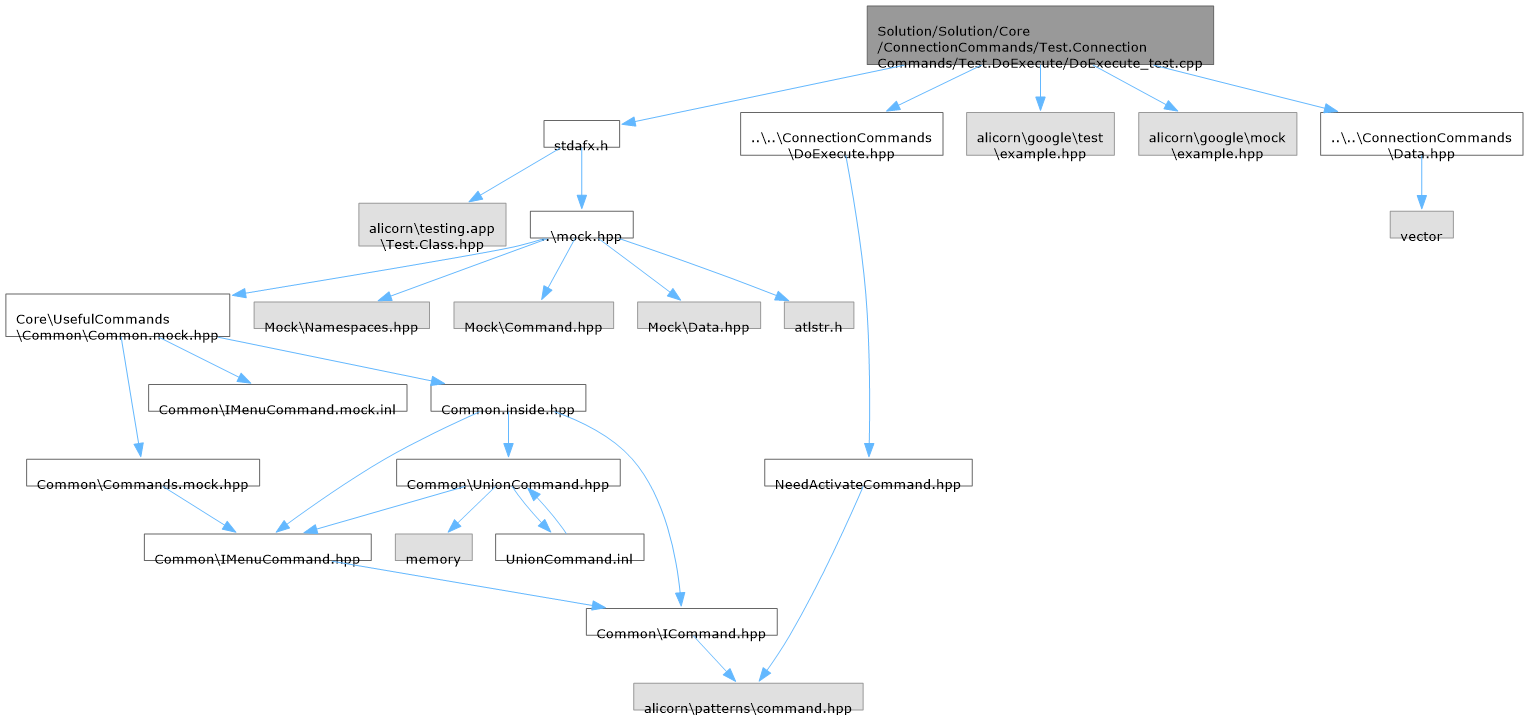 Solution/Solution/Core
/ConnectionCommands/Test.Connection
Commands/Test.DoExecute/DoExecute_test.cpp
stdafx.h
..\..\ConnectionCommands
\DoExecute.hpp
alicorn\google\test
\example.hpp
alicorn\google\mock
\example.hpp
..\..\ConnectionCommands
\Data.hpp
alicorn\testing.app
\Test.Class.hpp
..\mock.hpp
vector
Core\UsefulCommands
\Common\Common.mock.hpp
Mock\Namespaces.hpp
Mock\Command.hpp
Mock\Data.hpp
atlstr.h
Common\IMenuCommand.mock.inl
Common.inside.hpp
Common\Commands.mock.hpp
Common\UnionCommand.hpp
NeedActivateCommand.hpp
Common\IMenuCommand.hpp
memory
UnionCommand.inl
Common\ICommand.hpp
alicorn\patterns\command.hpp